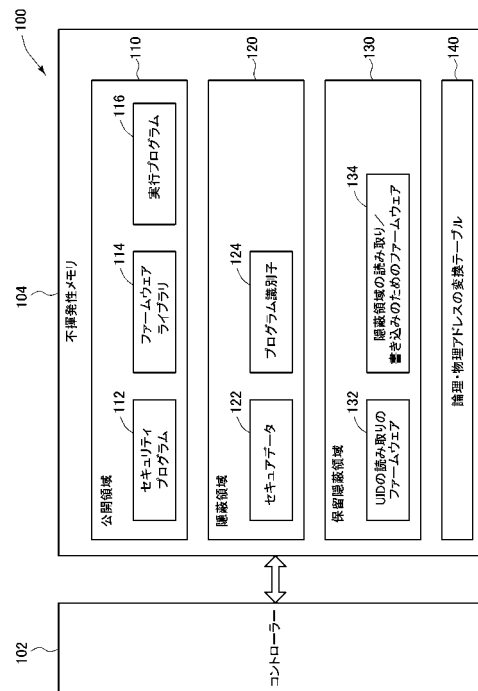 100
104
不揮発性メモリ
110
公開領域
112
セキュリティ
プログラム
114
ファームウェア
ライブラリ
116
実行プログラム
120
隠蔽領域
122
セキュアデータ
124
プログラム識別子
130
保留隠蔽領域
132
UIDの読み取りの
ファームウェア
134
隠蔽領域の読み取り/
書き込みのためのファームウェア
140
論理・物理アドレスの変換テーブル
102
コントローラー